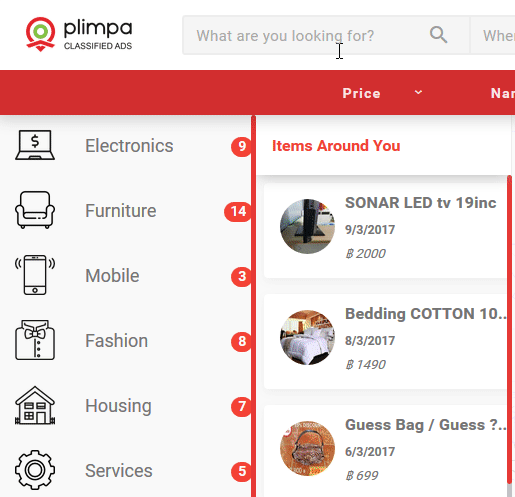 plimpa
CLASSIFIED ADS
What are you looking for?
Wher
Price
Nar
Electronics 9
Furniture 14
Mobile 3
Fashion 8
Housing 7
Services 5
Items Around You
SONAR LED tv 19inc
9/3/2017
฿ 2000
Bedding COTTON 10..
8/3/2017
฿ 1490
Guess Bag / Guess ?..
6/3/2017
฿ 699